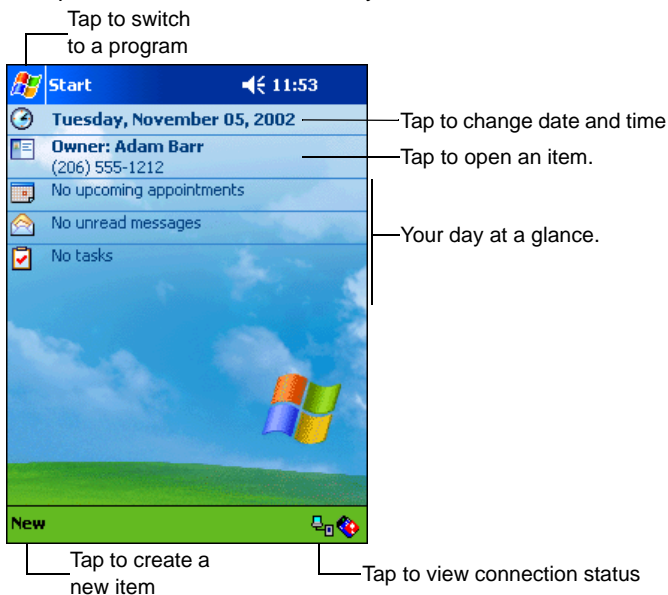 Tap to switch
to a program
Start 11:53
Tuesday, November 05, 2002
Tap to change date and time
Owner: Adam Barr
(206) 555-1212
Tap to open an item.
No upcoming appointments
No unread messages
Your day at a glance.
No tasks
New
Tap to create a
new item
Tap to view connection status